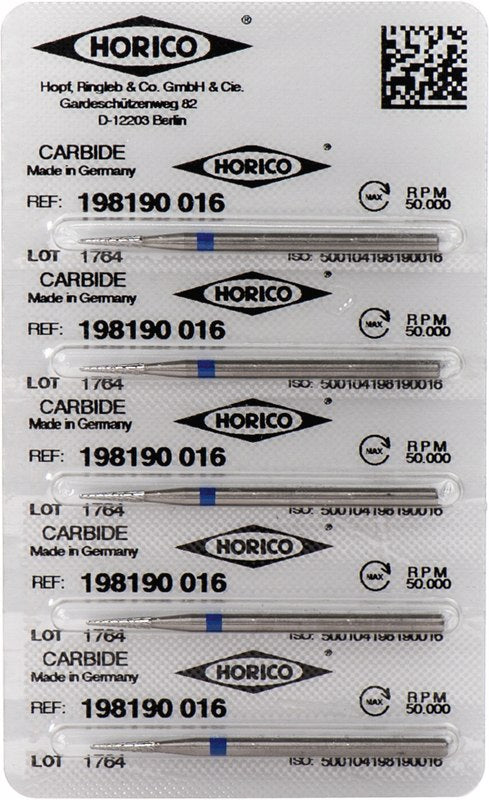 HORICO ®
Hopf, Ringleb & Co. GmbH & Cie.
Gardeschützenweg 82
D-12203 Berlin
CARBIDE HORICO ®
Made in Germany
REF: 198190 016 MAX RPM 50.000
LOT 1764 ISO: 500104198190016
CARBIDE HORICO ®
Made in Germany
REF: 198190 016 MAX RPM 50.000
LOT 1764 ISO: 500104198190016
CARBIDE HORICO ®
Made in Germany
REF: 198190 016 MAX RPM 50.000
LOT 1764 ISO: 500104198190016
CARBIDE HORICO ®
Made in Germany
REF: 198190 016 MAX RPM 50.000
LOT 1764 ISO: 500104198190016
CARBIDE HORICO ®
Made in Germany
REF: 198190 016 MAX RPM 50.000
LOT 1764 ISO: 500104198190016